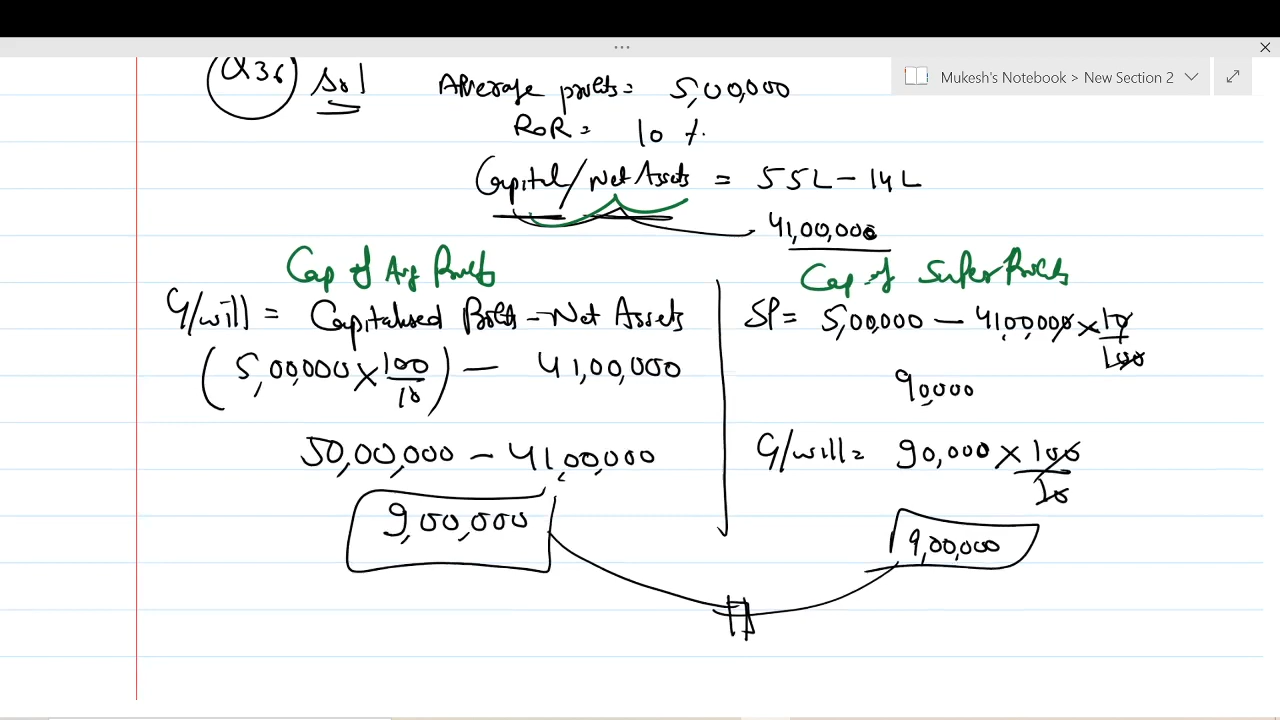 Mukesh's Notebook > New Section 2
Q36 Sol Average profits = 5,00,000
ROR = 10 %
Capital/Net Assets = 55L - 14L
41,00,000
Cap of Avg Profits
G/will = Capitalised Profits - Net Assets
(5,00,000 × 100/10) - 41,00,000
50,00,000 - 41,00,000
9,00,000
Cap of Super Profits
SP = 5,00,000 - 41,00,000 × 10/100
90,000
G/will = 90,000 × 100/10
9,00,000